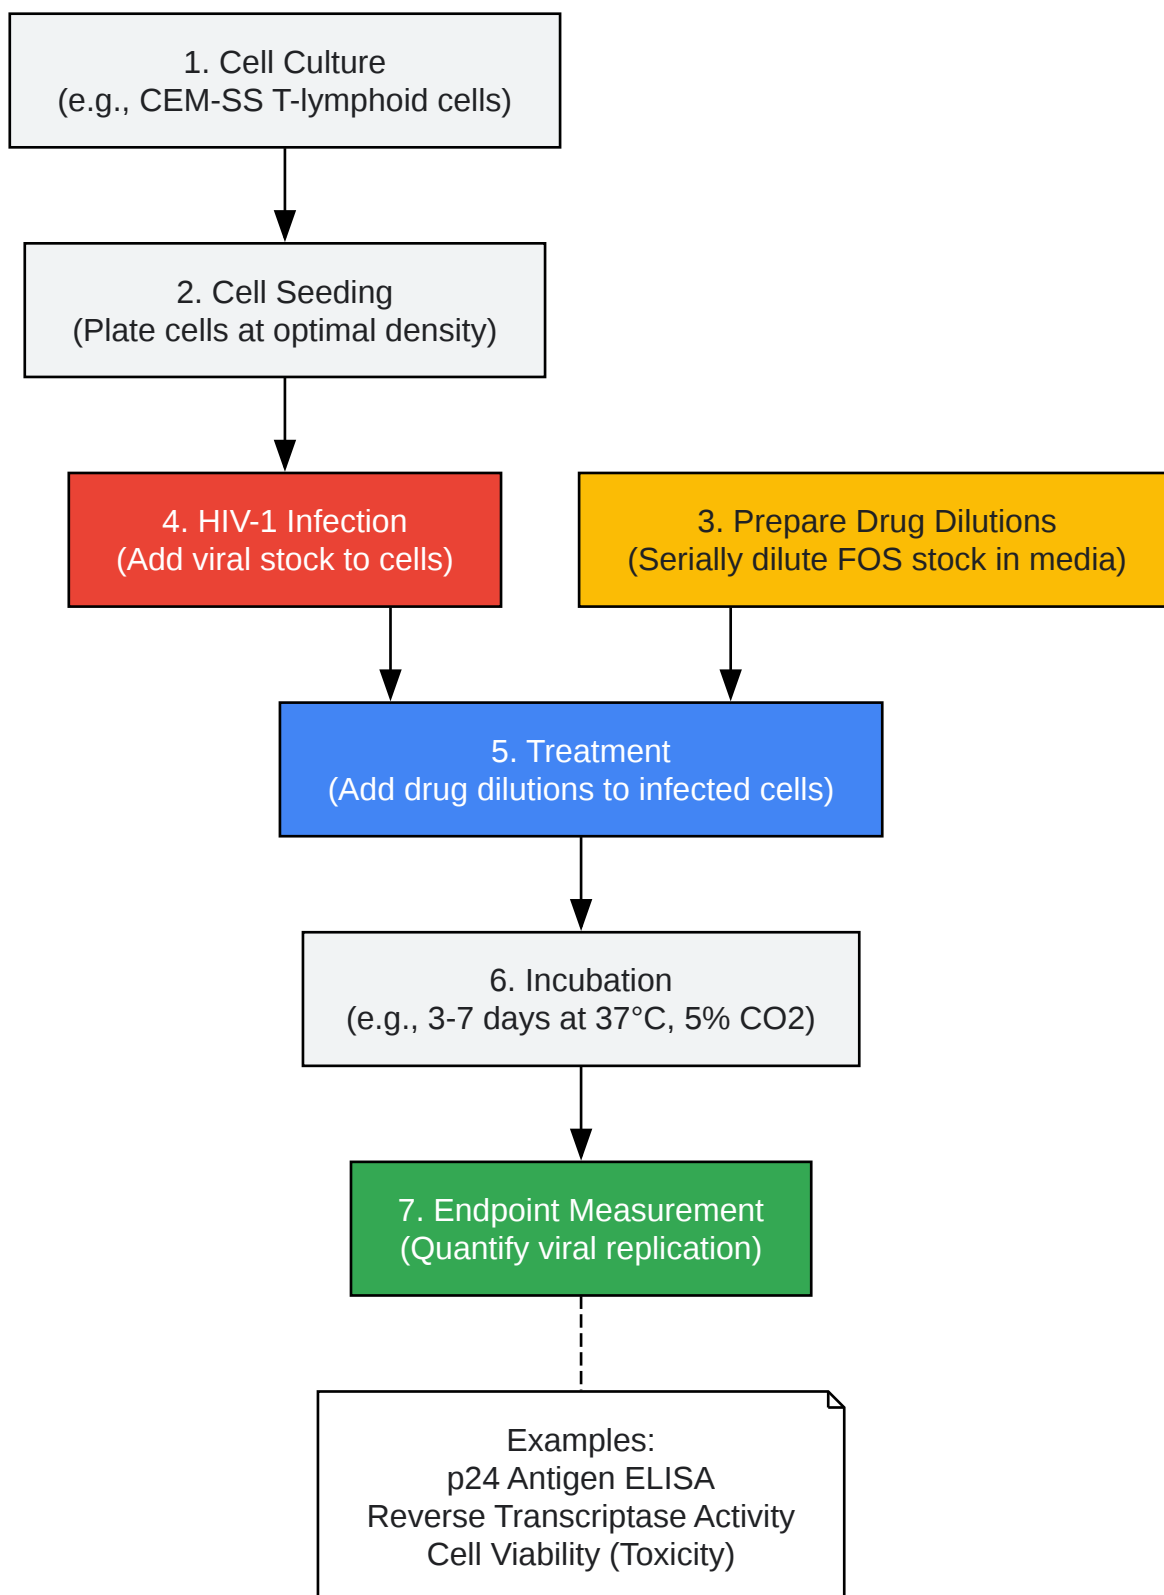 1. Cell Culture
(e.g., CEM-SS T-lymphoid cells)
2. Cell Seeding
(Plate cells at optimal density)
4. HIV-1 Infection
(Add viral stock to cells)
3. Prepare Drug Dilutions
(Serially dilute FOS stock in media)
5. Treatment
(Add drug dilutions to infected cells)
6. Incubation
(e.g., 3-7 days at 37°C, 5% CO2)
7. Endpoint Measurement
(Quantify viral replication)
Examples:
p24 Antigen ELISA
Reverse Transcriptase Activity
Cell Viability (Toxicity)